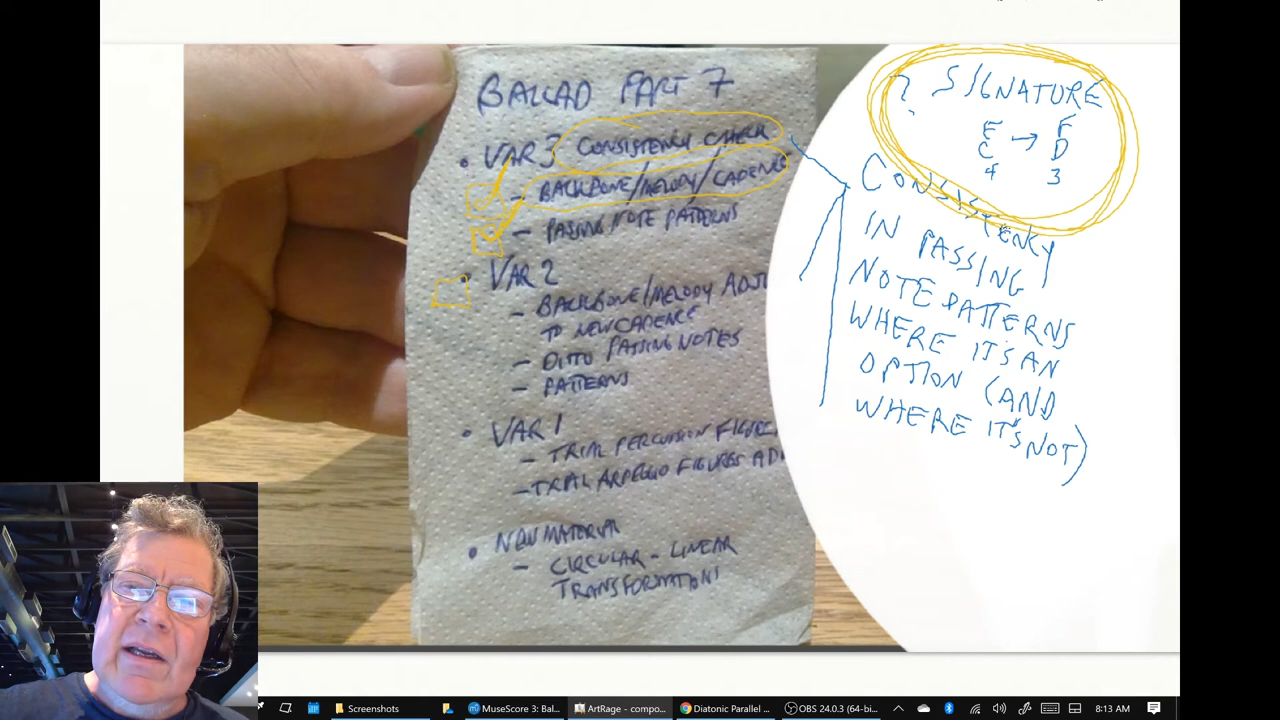 BALLAD PART 7
• VAR 3 CONSISTENCY CHECK
- BACKBONE/MELODY/CADENCE
- PASSING NOTE PATTERNS
• VAR 2
- BACKBONE/MELODY ADJ
TO NEW CADENCE
- DITTO PASSING NOTES
- PATTERNS
• VAR 1
- TRIAL PERCUSSION FIGURE
- TRIAL ARPEGGIO FIGURES AD
• NEW MATERIAL
- CIRCULAR - LINEAR
TRANSFORMATIONS
? SIGNATURE
E → F
C D
4 3
CONSISTENCY
IN PASSING
NOTE PATTERNS
WHERE IT'S AN
OPTION (AND
WHERE IT'S NOT)
Screenshots
MuseScore 3: Bal...
ArtRage - compo...
Diatonic Parallel ...
OBS 24.0.3 (64-bi...
8:13 AM